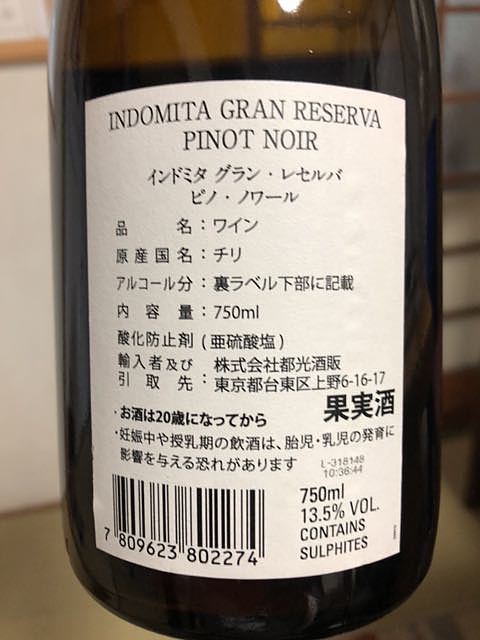 INDOMITA GRAN RESERVA
PINOT NOIR
インドミタ グラン・レセルバ
ピノ・ノワール
品 名：ワイン
原産国名：チリ
アルコール分：裏ラベル下部に記載
内 容 量：750ml
酸化防止剤(亜硫酸塩)
輸入者及び 株式会社都光酒販
引 取 先：東京都台東区上野6-16-17
・お酒は20歳になってから
果実酒
・妊娠中や授乳期の飲酒は、胎児・乳児の発育に
影響を与える恐れがあります
L-318148
10:36:44
750ml
13.5% VOL.
CONTAINS
SULPHITES
7 809623 802274